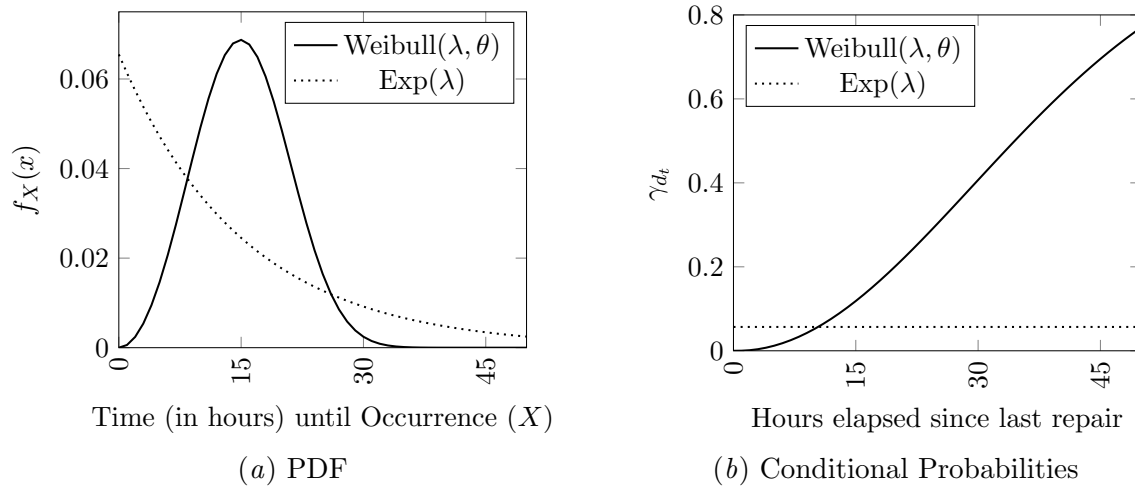 Weibull(λ, θ)
Exp(λ)
0.06
0.04
0.02
0
f_X(x)
0
15
30
45
Time (in hours) until Occurrence (X)
(a) PDF
Weibull(λ, θ)
Exp(λ)
0.8
0.6
0.4
0.2
0
γ_{d_t}
0
15
30
45
Hours elapsed since last repair
(b) Conditional Probabilities